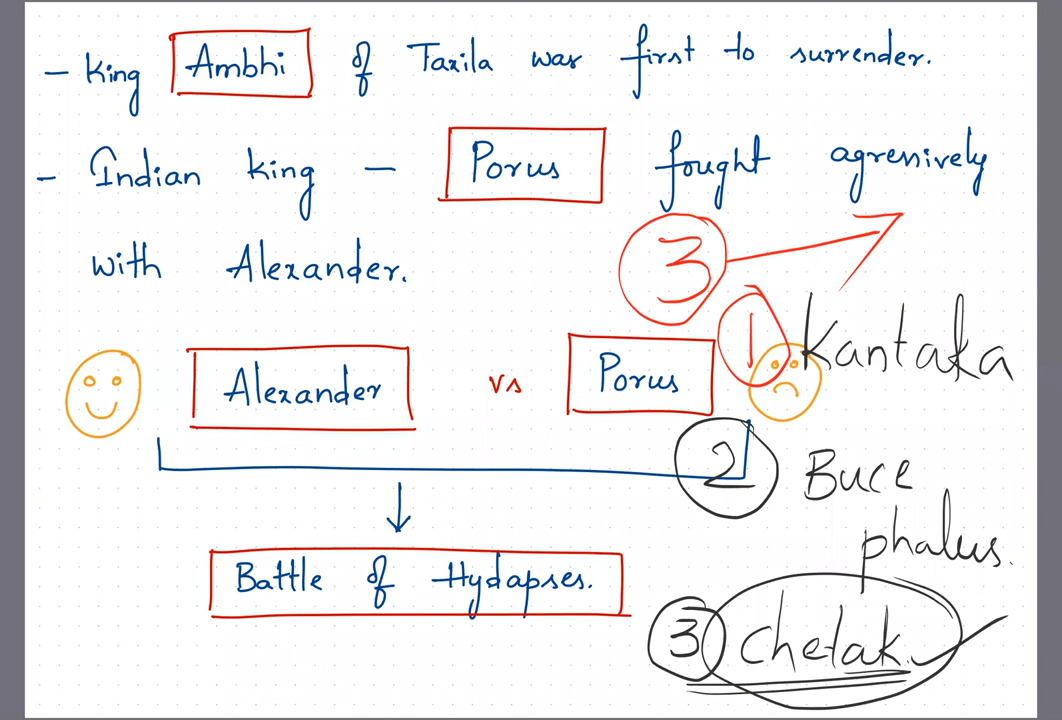 - King Ambhi of Taxila was first to surrender.
- Indian king - Porus fought agressively
with Alexander.
3
1 Kantaka
Alexander vs Porus
2 Buce
phalus.
Battle of Hydapses.
3 Chetak